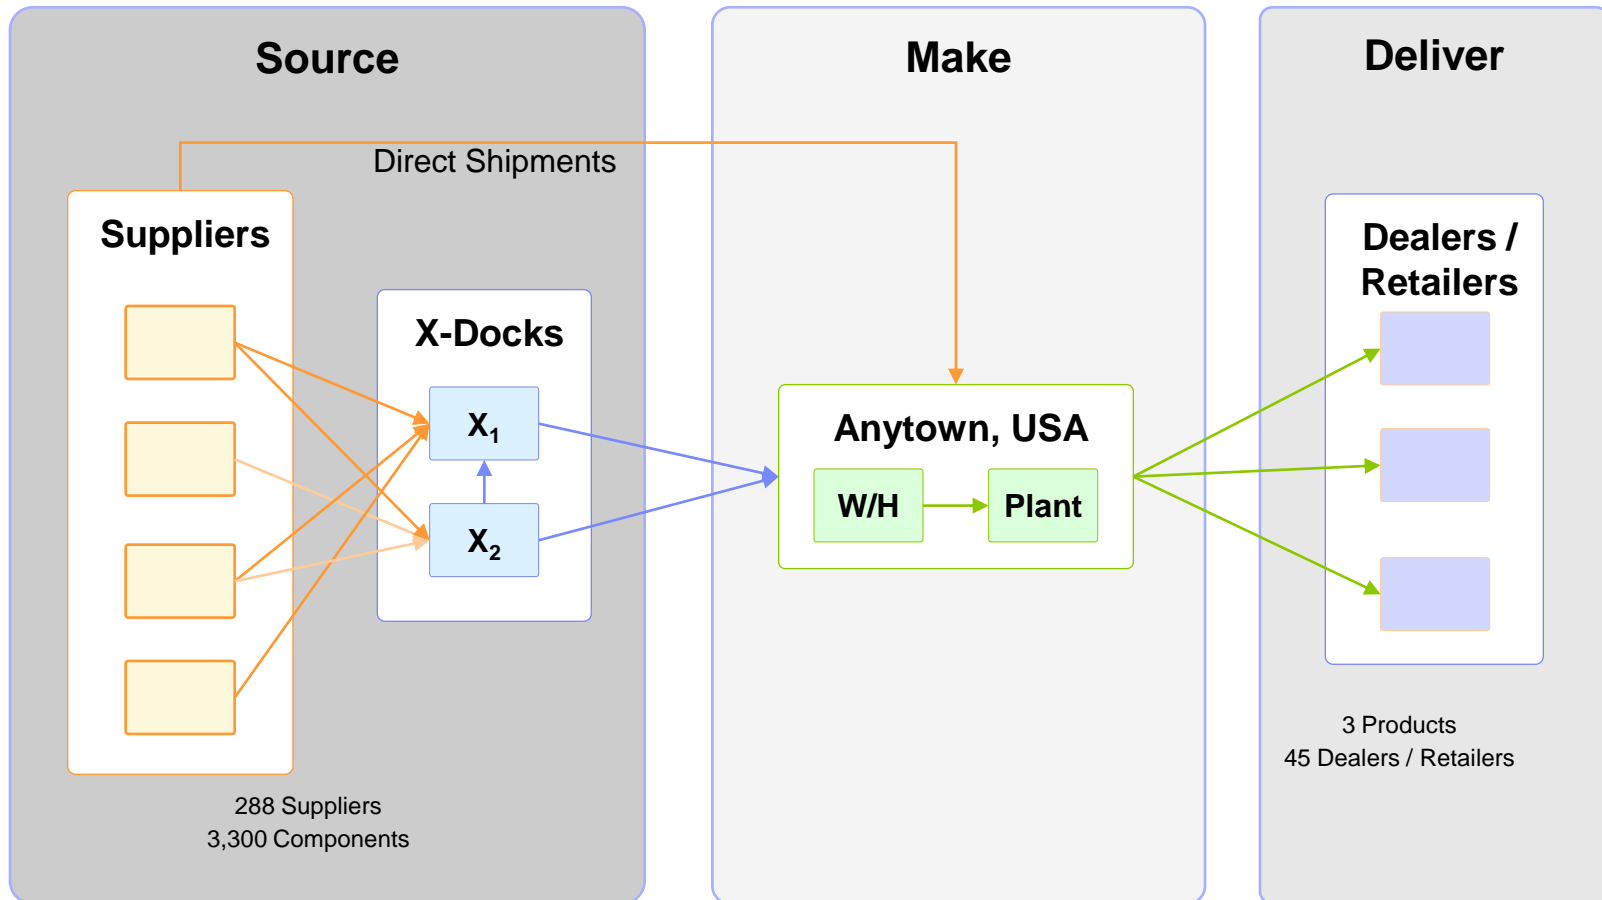 Source
Make
Deliver
Direct Shipments
Suppliers
X-Docks
X₁
X₂
Anytown, USA
W/H
Plant
Dealers /
Retailers
288 Suppliers
3,300 Components
3 Products
45 Dealers / Retailers